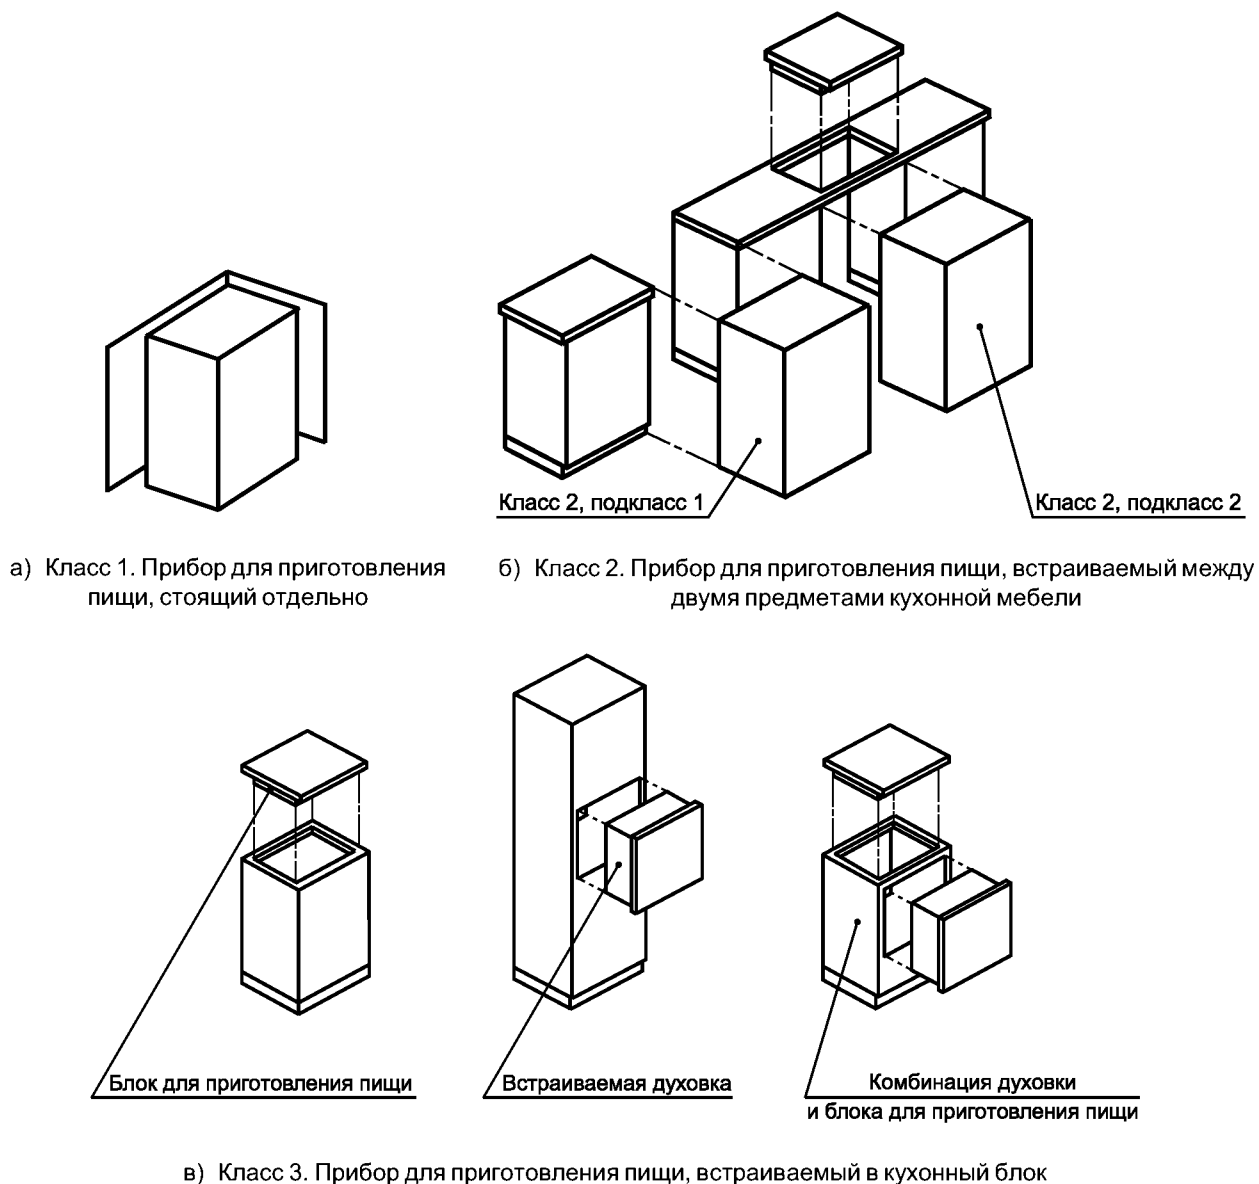 Класс 2, подкласс 1
Класс 2, подкласс 2
а) Класс 1. Прибор для приготовления
пищи, стоящий отдельно
б) Класс 2. Прибор для приготовления пищи, встраиваемый между
двумя предметами кухонной мебели
Блок для приготовления пищи
Встраиваемая духовка
Комбинация духовки
и блока для приготовления пищи
в) Класс 3. Прибор для приготовления пищи, встраиваемый в кухонный блок